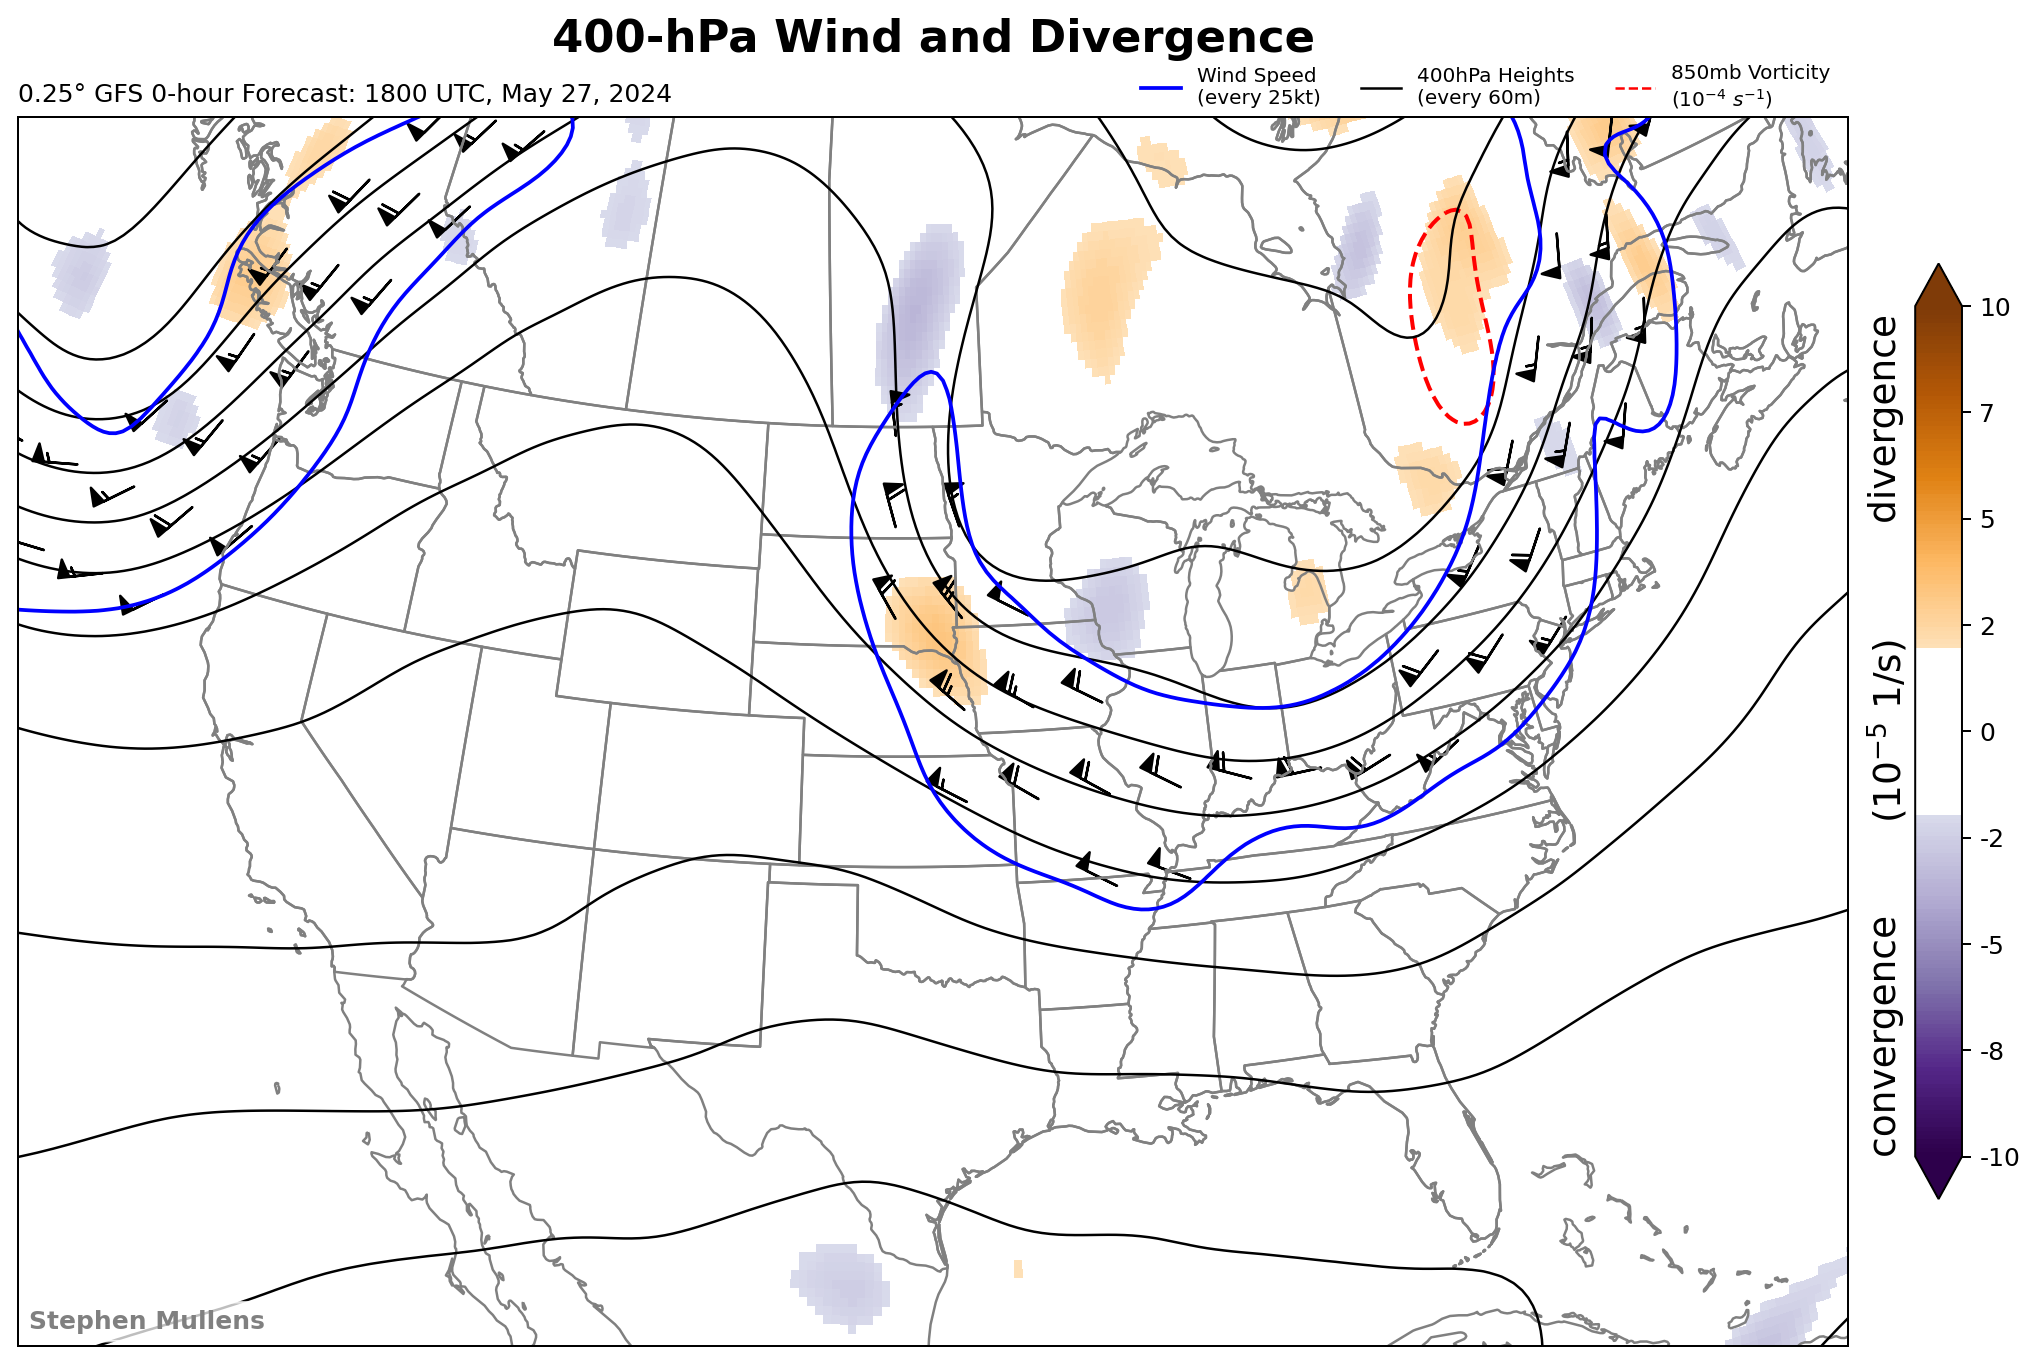 400-hPa Wind and Divergence
0.25° GFS 0-hour Forecast: 1800 UTC, May 27, 2024
Wind Speed
(every 25kt)
400hPa Heights
(every 60m)
850mb Vorticity
(10⁻⁴ s⁻¹)
10
7
5
2
0
-2
-5
-8
-10
convergence (10⁻⁵ 1/s) divergence
Stephen Mullens